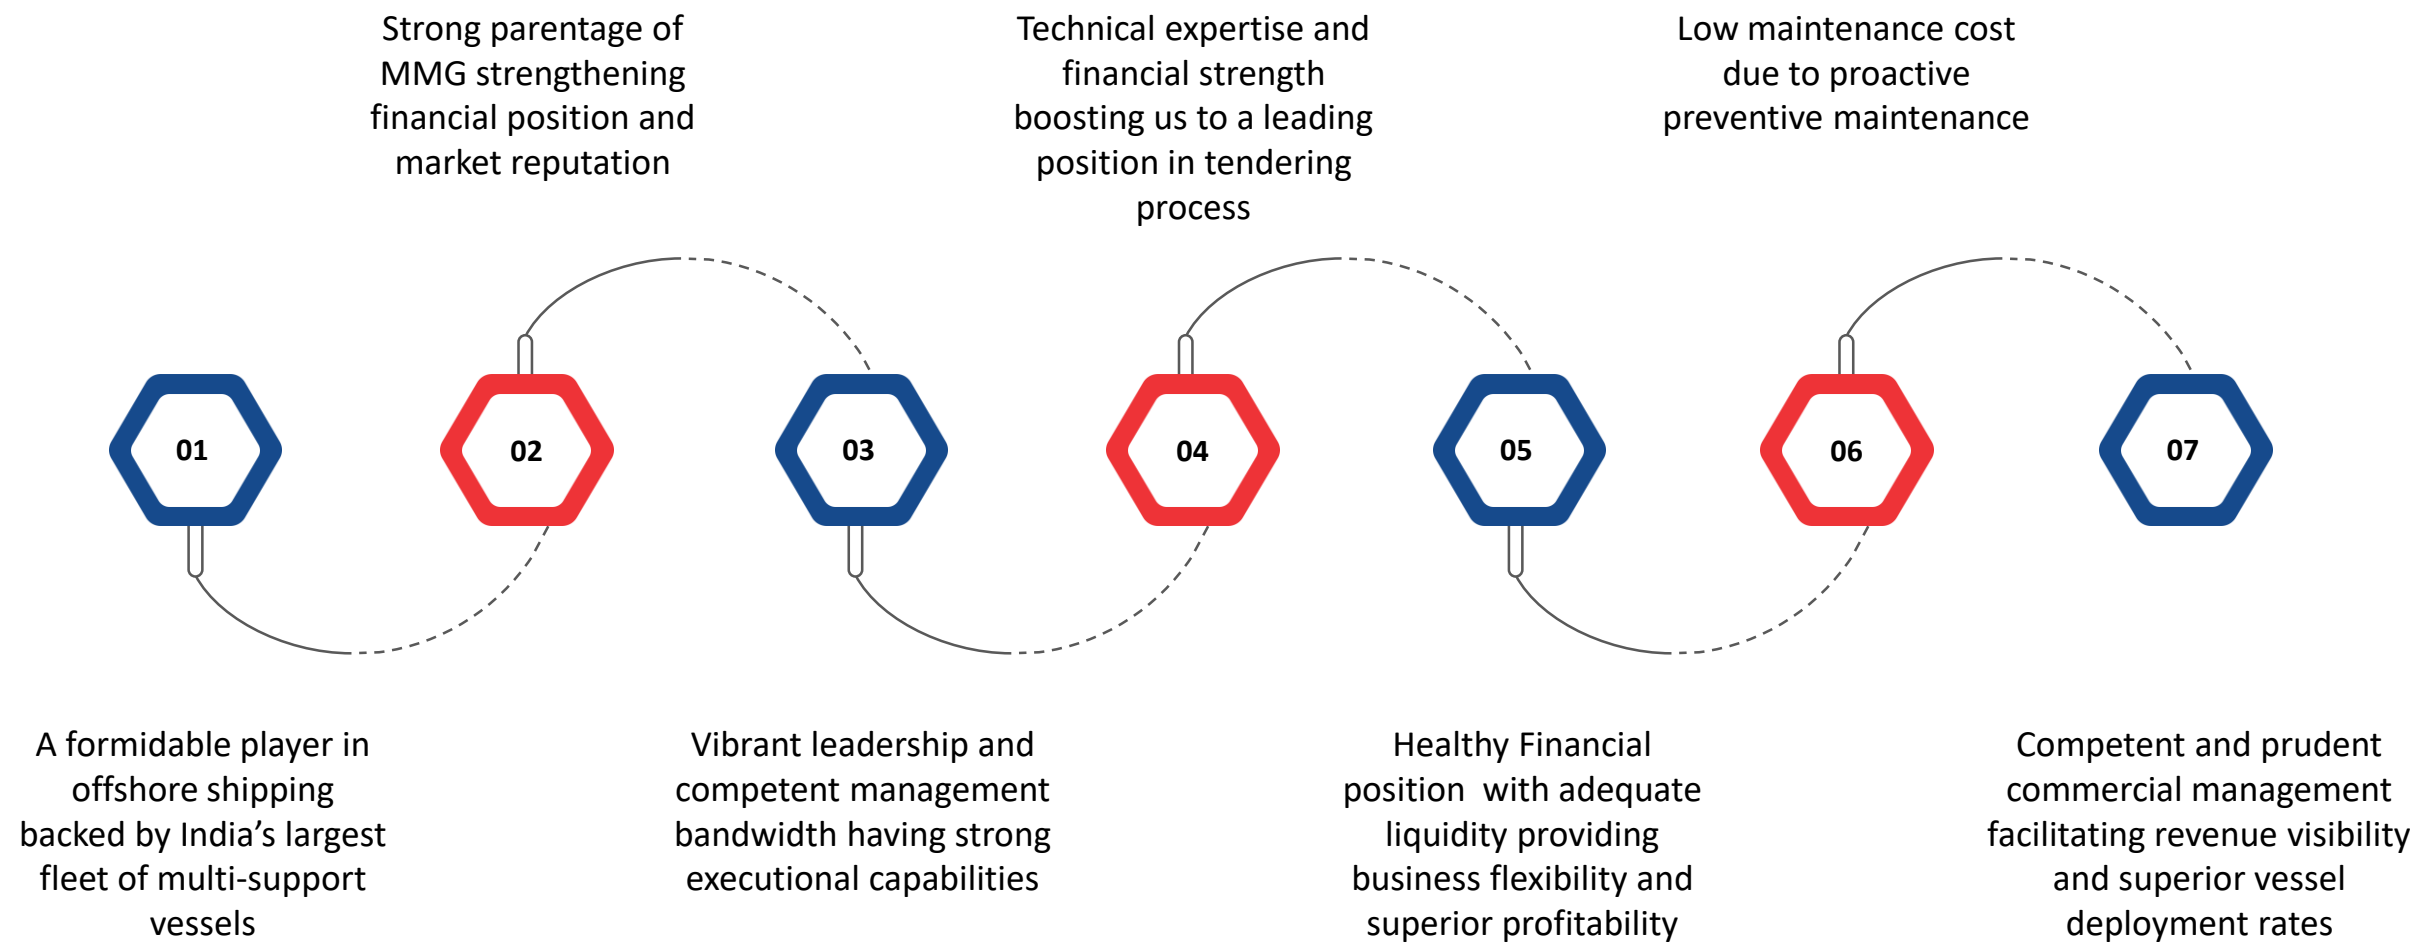 Strong parentage of
MMG strengthening
financial position and
market reputation
Technical expertise and
financial strength
boosting us to a leading
position in tendering
process
Low maintenance cost
due to proactive
preventive maintenance
01
02
03
04
05
06
07
A formidable player in
offshore shipping
backed by India’s largest
fleet of multi-support
vessels
Vibrant leadership and
competent management
bandwidth having strong
executional capabilities
Healthy Financial
position  with adequate
liquidity providing
business flexibility and
superior profitability
Competent and prudent
commercial management
facilitating revenue visibility
and superior vessel
deployment rates